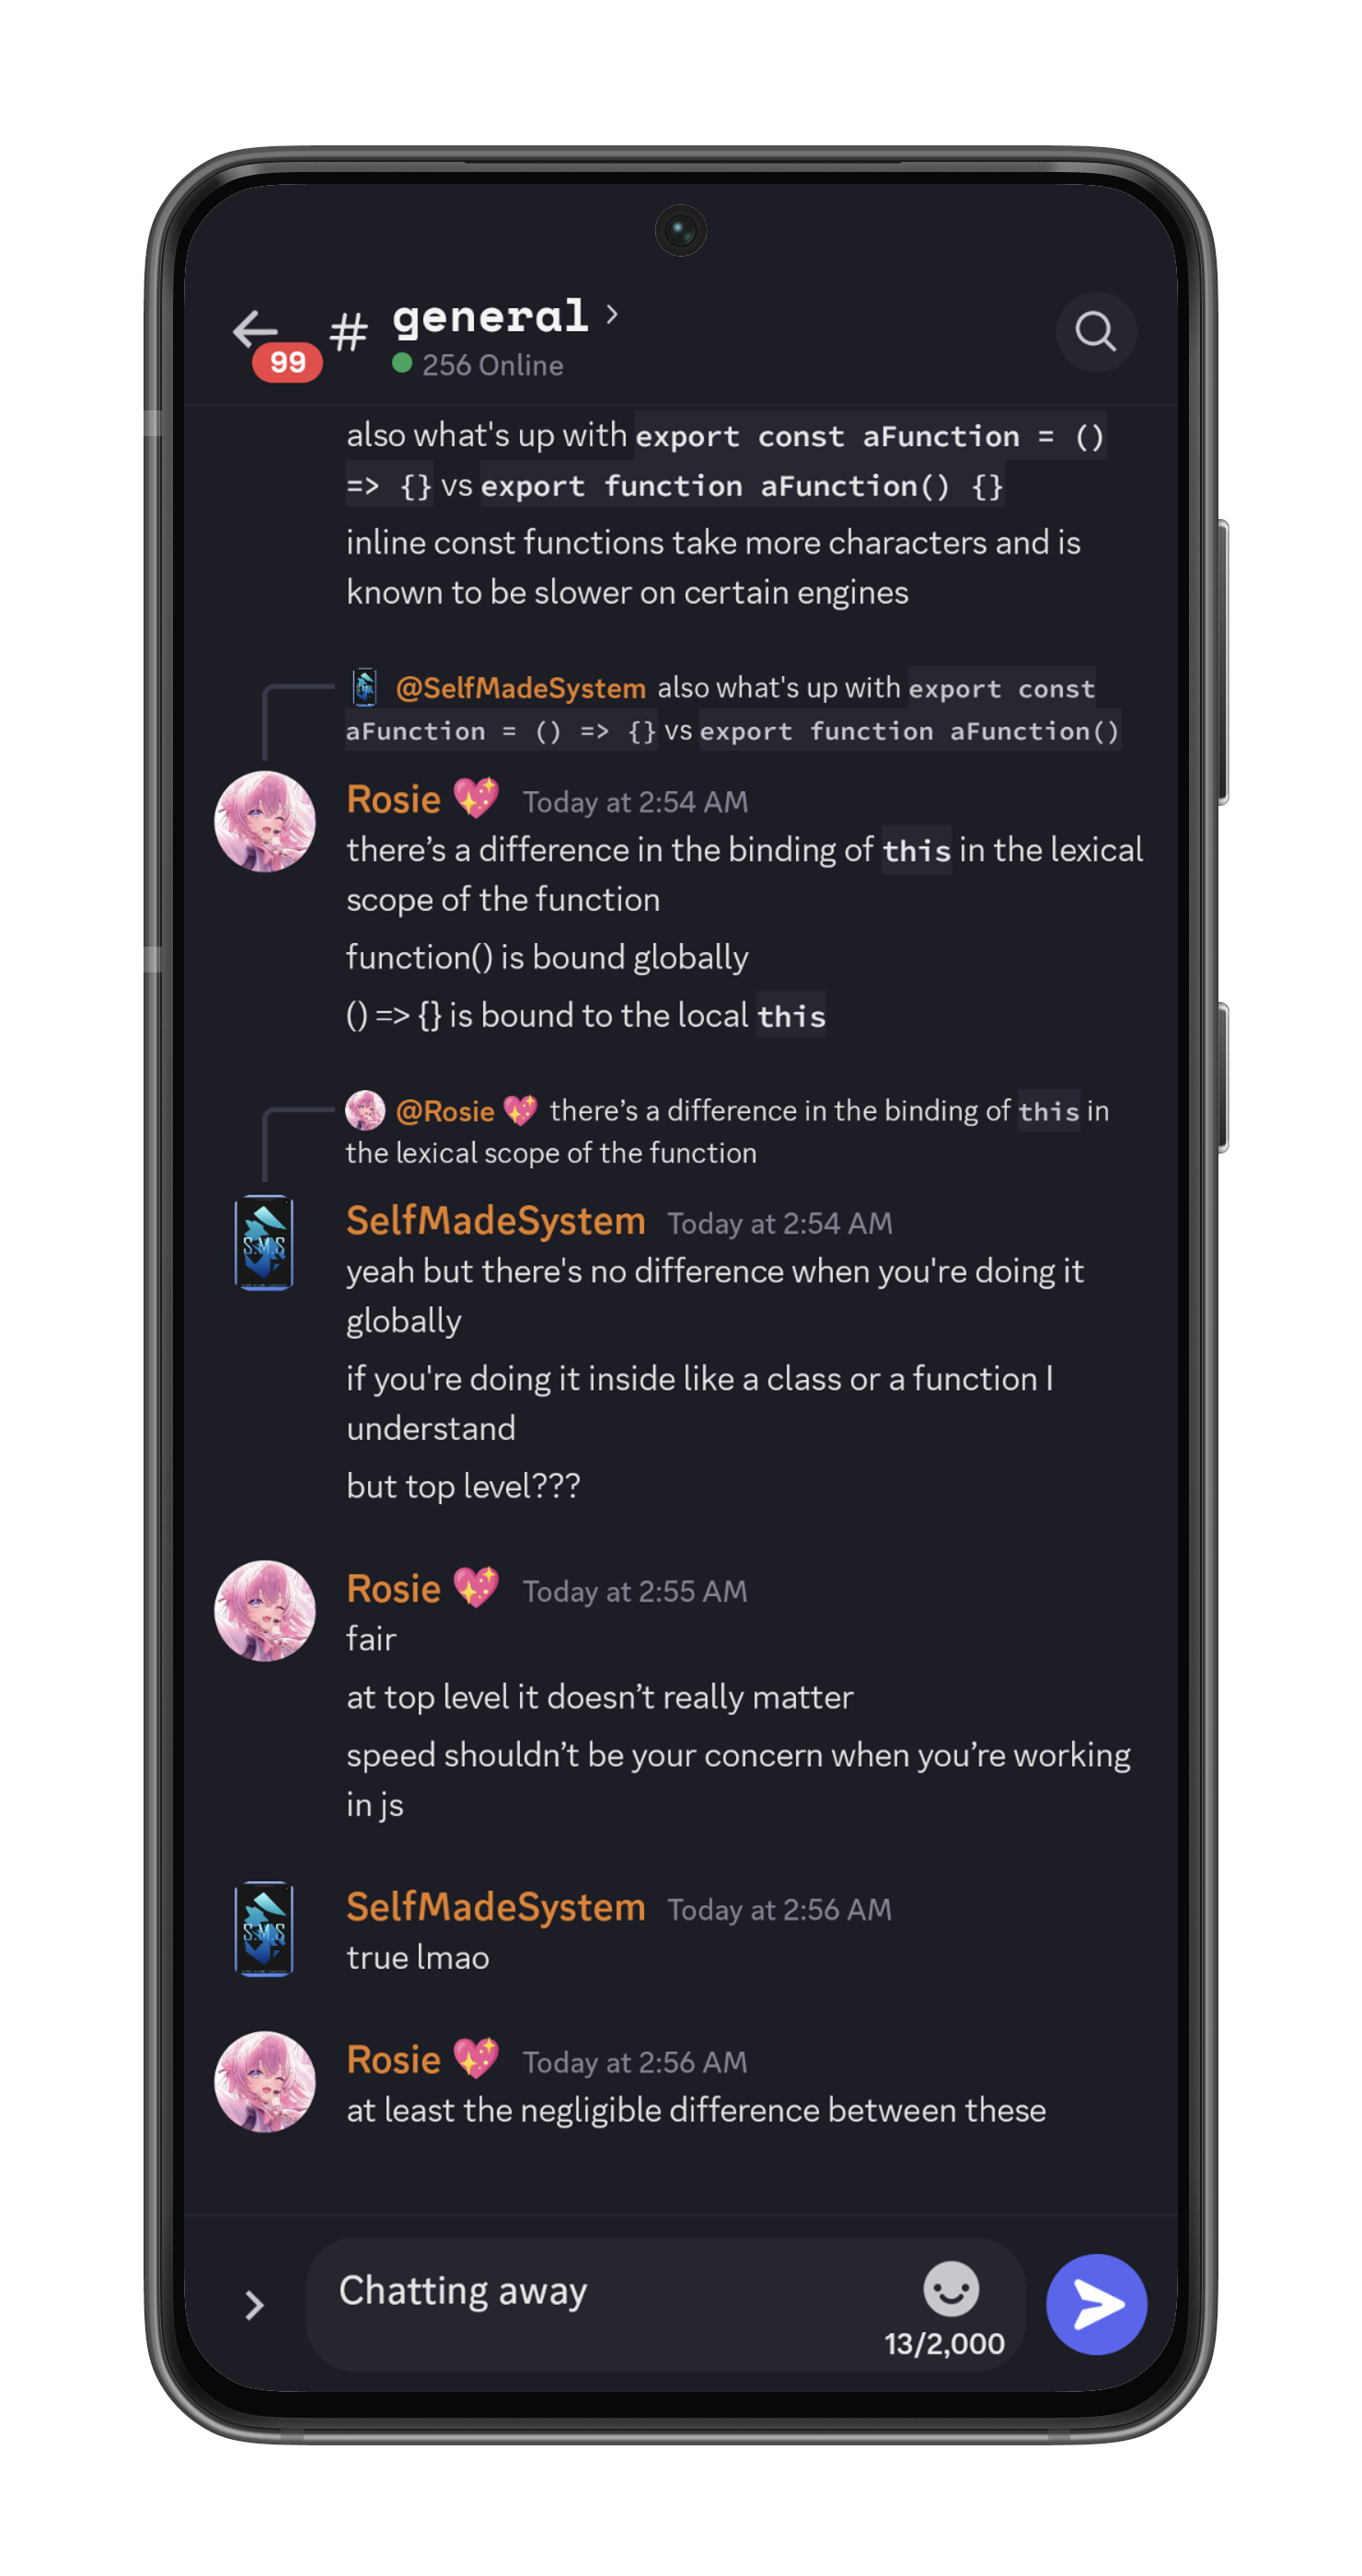 # general ›
99
256 Online
also what's up with export const aFunction = ()
=> {} vs export function aFunction() {}
inline const functions take more characters and is
known to be slower on certain engines
@SelfMadeSystem also what's up with export const
aFunction = () => {} vs export function aFunction()
Rosie 💖 Today at 2:54 AM
there’s a difference in the binding of this in the lexical
scope of the function
function() is bound globally
() => {} is bound to the local this
@Rosie 💖 there’s a difference in the binding of this in
the lexical scope of the function
SelfMadeSystem Today at 2:54 AM
S.M.S
yeah but there's no difference when you're doing it
globally
if you're doing it inside like a class or a function I
understand
but top level???
Rosie 💖 Today at 2:55 AM
fair
at top level it doesn’t really matter
speed shouldn’t be your concern when you’re working
in js
SelfMadeSystem Today at 2:56 AM
S.M.S
true lmao
Rosie 💖 Today at 2:56 AM
at least the negligible difference between these
Chatting away
13/2,000